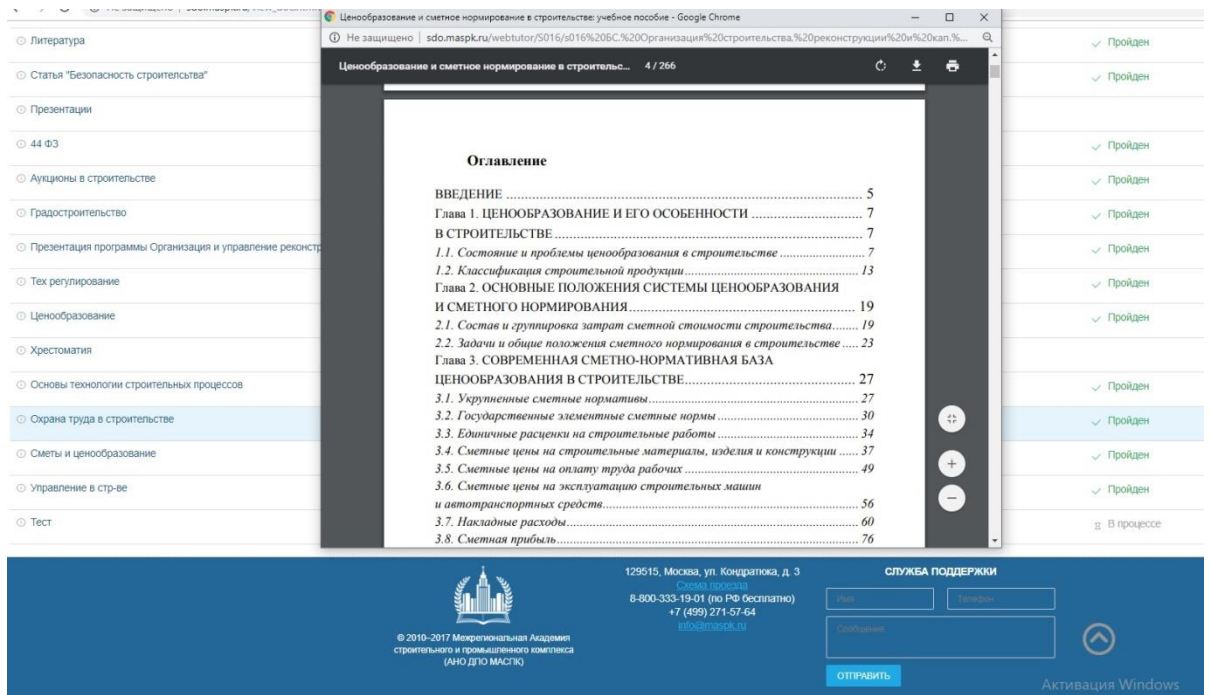 Ценообразование и сметное нормирование в строительстве: учебное пособие - Google Chrome
Не защищено | sdo.maspk.ru/webtutor/S016/s016%20БС.%20Организация%20строительства,%20реконструкции%20и%20кап.%...
Ценообразование и сметное нормирование в строительс... 4 / 266
Литература
Пройден
Статья "Безопасность строителсьтва"
Пройден
Презентации
44 ФЗ
Пройден
Аукционы в строительстве
Пройден
Градостроительство
Пройден
Презентация программы Организация и управление реконстр
Пройден
Тех регулирование
Пройден
Ценообразование
Пройден
Хрестоматия
Основы технологии строительных процессов
Пройден
Охрана труда в строительстве
Пройден
Сметы и ценообразование
Пройден
Управление в стр-ве
Пройден
Тест
В процессе
Оглавление
ВВЕДЕНИЕ ... 5
Глава 1. ЦЕНООБРАЗОВАНИЕ И ЕГО ОСОБЕННОСТИ ... 7
В СТРОИТЕЛЬСТВЕ ... 7
1.1. Состояние и проблемы ценообразования в строительстве ... 7
1.2. Классификация строительной продукции ... 13
Глава 2. ОСНОВНЫЕ ПОЛОЖЕНИЯ СИСТЕМЫ ЦЕНООБРАЗОВАНИЯ
И СМЕТНОГО НОРМИРОВАНИЯ ... 19
2.1. Состав и группировка затрат сметной стоимости строительства ... 19
2.2. Задачи и общие положения сметного нормирования в строительстве ... 23
Глава 3. СОВРЕМЕННАЯ СМЕТНО-НОРМАТИВНАЯ БАЗА
ЦЕНООБРАЗОВАНИЯ В СТРОИТЕЛЬСТВЕ ... 27
3.1. Укрупненные сметные нормативы ... 27
3.2. Государственные элементные сметные нормы ... 30
3.3. Единичные расценки на строительные работы ... 34
3.4. Сметные цены на строительные материалы, изделия и конструкции ... 37
3.5. Сметные цены на оплату труда рабочих ... 49
3.6. Сметные цены на эксплуатацию строительных машин
и автотранспортных средств ... 56
3.7. Накладные расходы ... 60
3.8. Сметная прибыль ... 76
© 2010–2017 Межрегиональная Академия
строительного и промышленного комплекса
(АНО ДПО МАСПК)
129515, Москва, ул. Кондратюка, д. 3
Схема проезда
8-800-333-19-01 (по РФ бесплатно)
+7 (499) 271-57-64
info@maspk.ru
СЛУЖБА ПОДДЕРЖКИ
Имя
Телефон
Сообщение
ОТПРАВИТЬ
Активация Windows